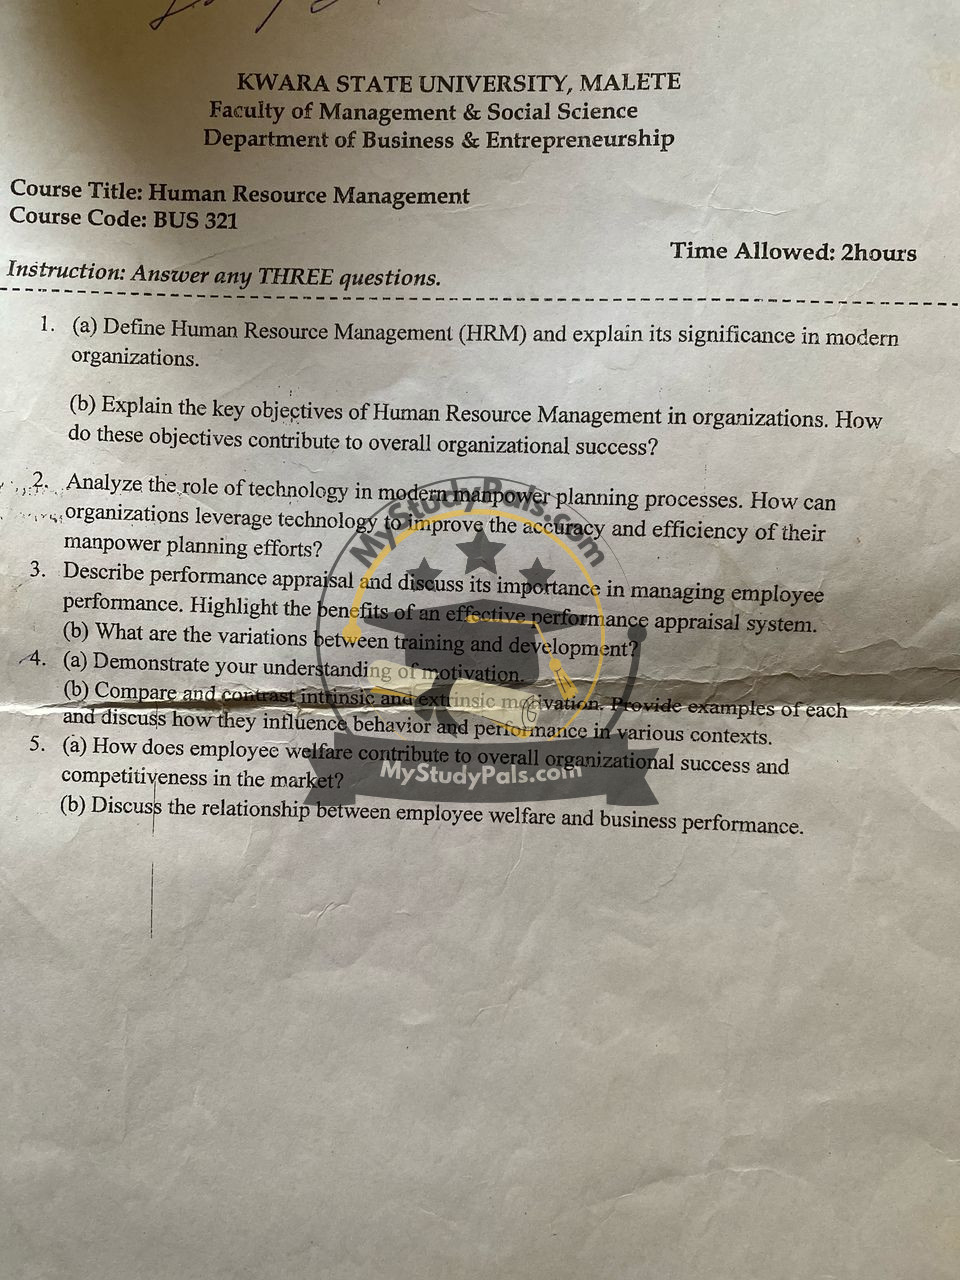 KWARA STATE UNIVERSITY, MALETE
Faculty of Management & Social Science
Department of Business & Entrepreneurship
Course Title: Human Resource Management
Course Code: BUS 321
Time Allowed: 2hours
Instruction: Answer any THREE questions.
1. (a) Define Human Resource Management (HRM) and explain its significance in modern
organizations.
(b) Explain the key objectives of Human Resource Management in organizations. How
do these objectives contribute to overall organizational success?
2. Analyze the role of technology in modern manpower planning processes. How can
organizations leverage technology to improve the accuracy and efficiency of their
manpower planning efforts?
3. Describe performance appraisal and discuss its importance in managing employee
performance. Highlight the benefits of an effective performance appraisal system.
(b) What are the variations between training and development?
4. (a) Demonstrate your understanding of motivation.
(b) Compare and contrast intrinsic and extrinsic motivation. Provide examples of each
and discuss how they influence behavior and performance in various contexts.
5. (a) How does employee welfare contribute to overall organizational success and
competitiveness in the market?
(b) Discuss the relationship between employee welfare and business performance.
MyStudyPals.com
MyStudyPals.com